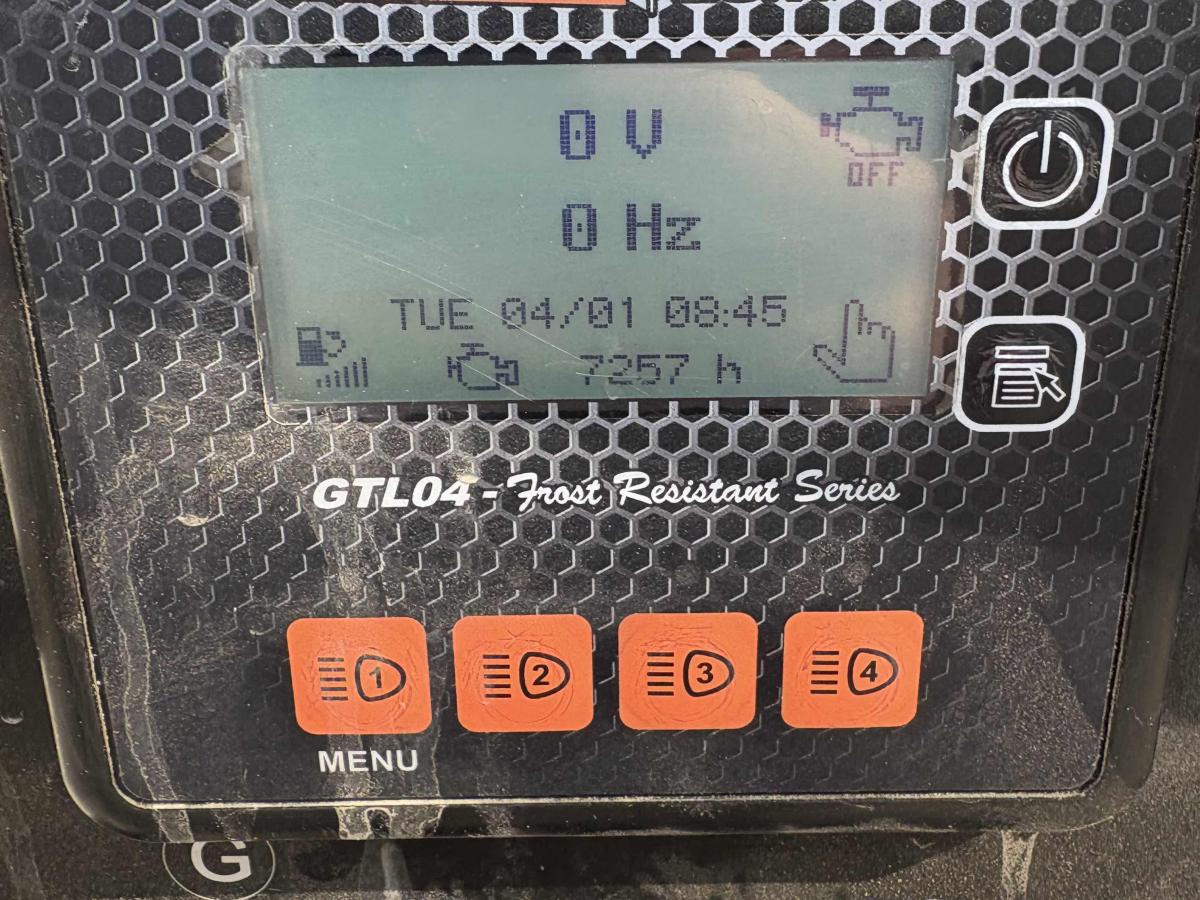 0 V
OFF
0 Hz
TUE 04/01 08:45
7257 h
GTL04 - Frost Resistant Series
1 2 3 4
MENU
G